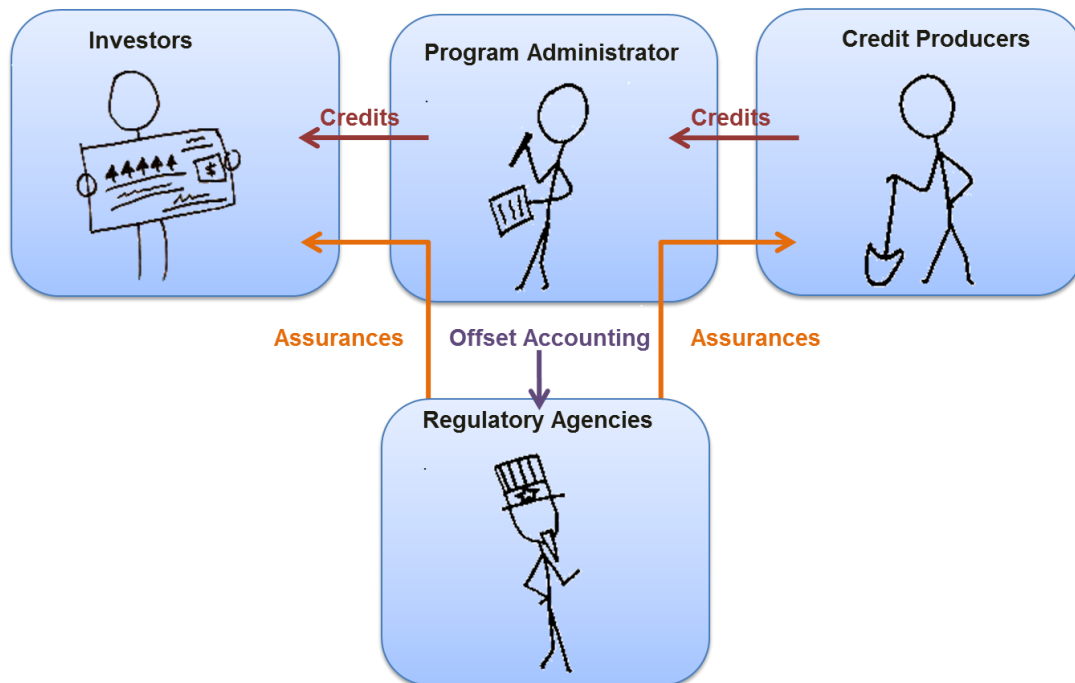 Investors
Program Administrator
Credit Producers
Credits
Credits
$
Assurances
Offset Accounting
Assurances
Regulatory Agencies